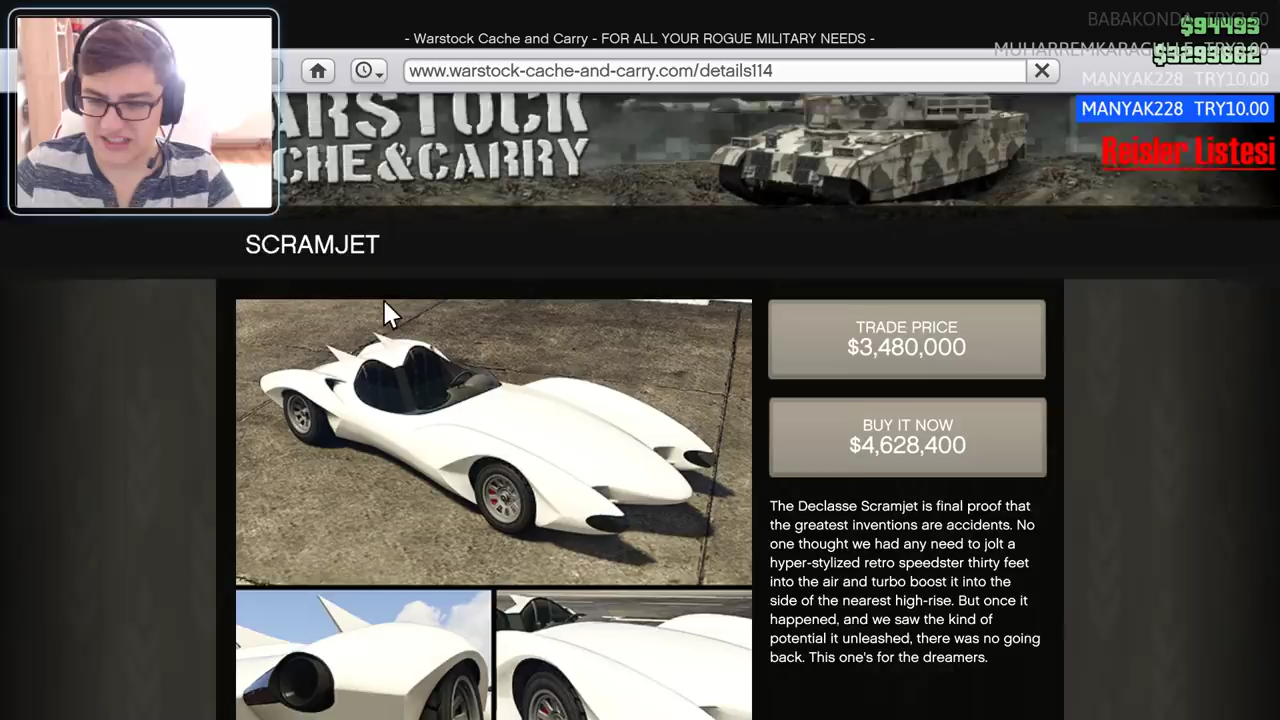 BABAKONDA TRY3.50
$94493
- Warstock Cache and Carry - FOR ALL YOUR ROGUE MILITARY NEEDS -
$3293662
www.warstock-cache-and-carry.com/details114
MANYAK228 TRY10.00
MANYAK228 TRY10.00
ARSTOCK
CHE&CARRY
Reisler Listesi
SCRAMJET
TRADE PRICE
$3,480,000
BUY IT NOW
$4,628,400
The Declasse Scramjet is final proof that
the greatest inventions are accidents. No
one thought we had any need to jolt a
hyper-stylized retro speedster thirty feet
into the air and turbo boost it into the
side of the nearest high-rise. But once it
happened, and we saw the kind of
potential it unleashed, there was no going
back. This one's for the dreamers.